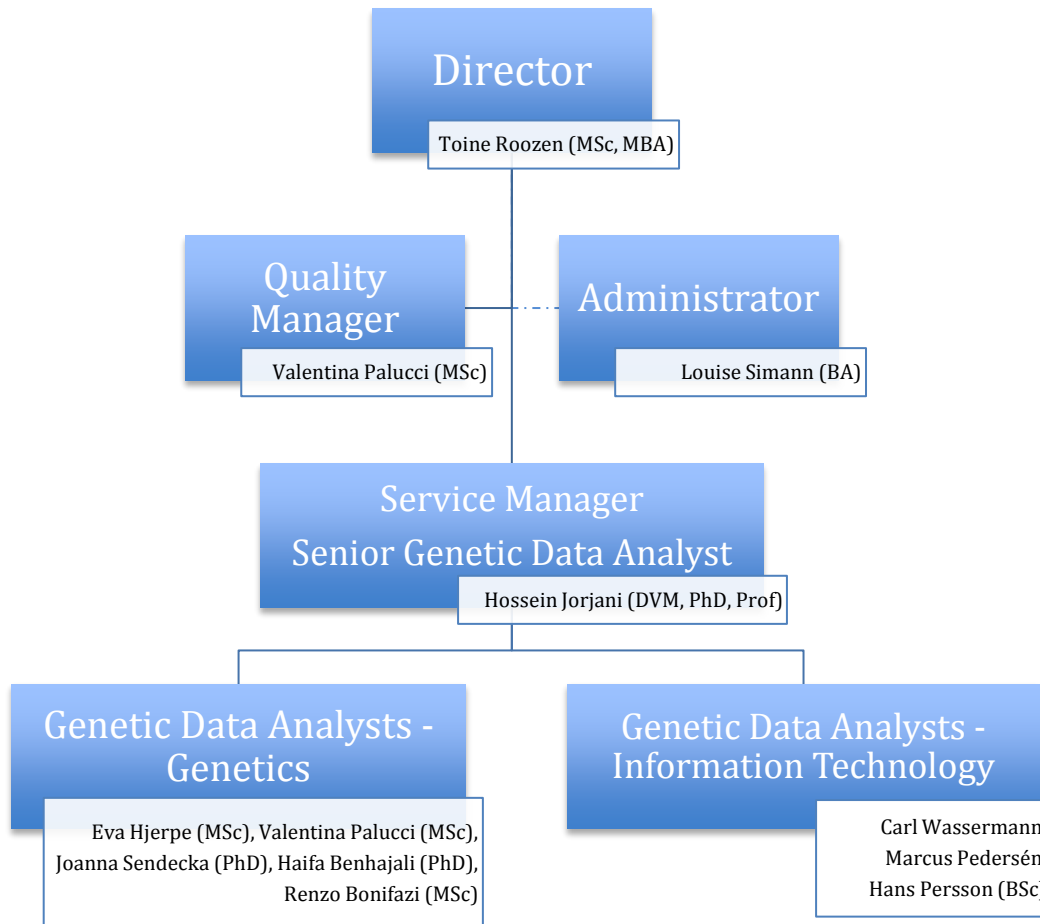 Director
Toine Roozen (MSc, MBA)
Quality
Manager
Valentina Palucci (MSc)
Administrator
Louise Simann (BA)
Service Manager
Senior Genetic Data Analyst
Hossein Jorjani (DVM, PhD, Prof)
Genetic Data Analysts -
Genetics
Eva Hjerpe (MSc), Valentina Palucci (MSc),
Joanna Sendecka (PhD), Haifa Benhajali (PhD),
Renzo Bonifazi (MSc)
Genetic Data Analysts -
Information Technology
Carl Wassermann
Marcus Pedersén
Hans Persson (BSc)